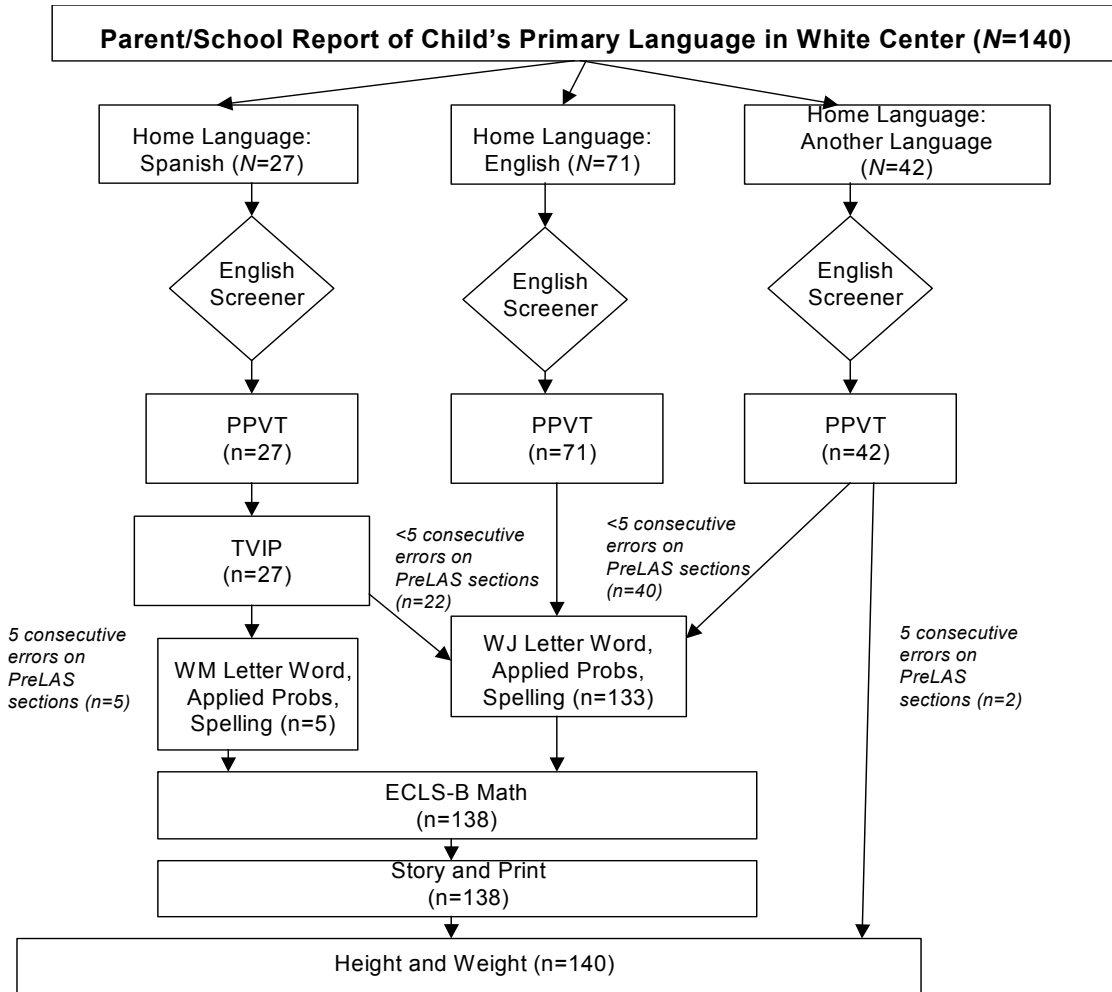 Parent/School Report of Child's Primary Language in White Center (N=140)
Home Language:
Spanish (N=27)
Home Language:
English (N=71)
Home Language:
Another Language
(N=42)
English
Screener
English
Screener
English
Screener
PPVT
(n=27)
PPVT
(n=71)
PPVT
(n=42)
TVIP
(n=27)
<5 consecutive
errors on
PreLAS sections
(n=22)
<5 consecutive
errors on
PreLAS sections
(n=40)
5 consecutive
errors on
PreLAS
sections (n=5)
WM Letter Word,
Applied Probs,
Spelling (n=5)
WJ Letter Word,
Applied Probs,
Spelling (n=133)
5 consecutive
errors on
PreLAS
sections (n=2)
ECLS-B Math
(n=138)
Story and Print
(n=138)
Height and Weight (n=140)